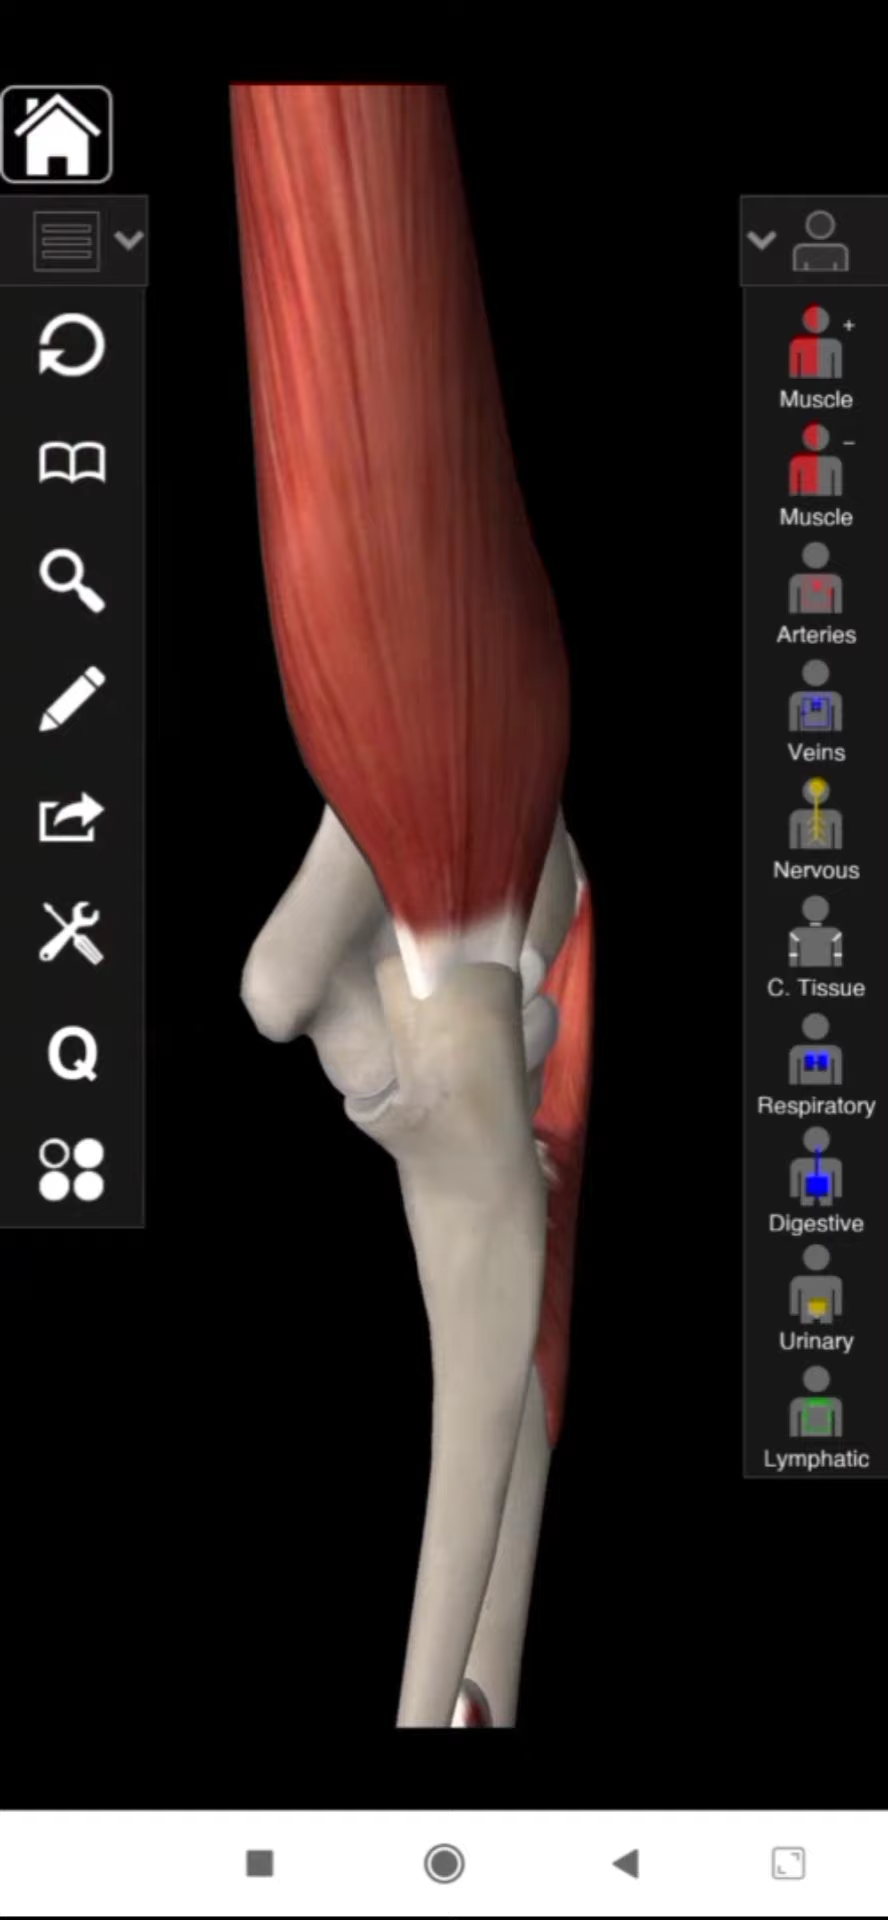 Muscle
Muscle
Arteries
Veins
Nervous
C. Tissue
Respiratory
Digestive
Urinary
Lymphatic
Q